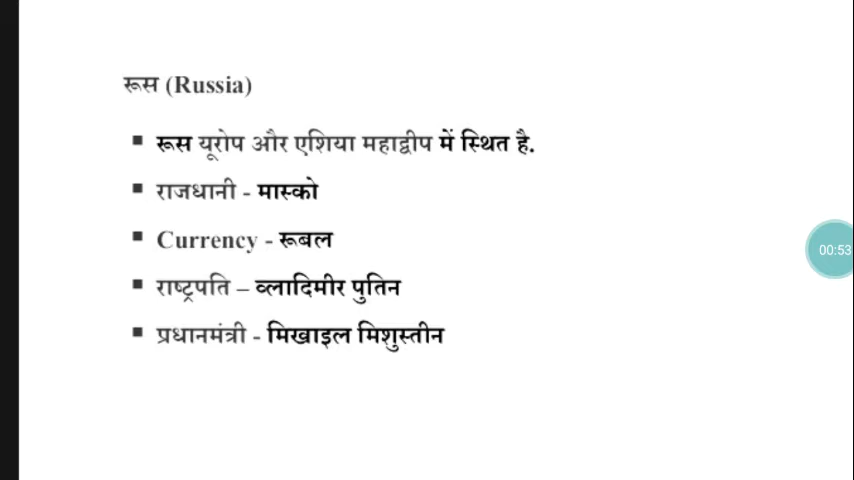 रूस (Russia)
▪ रूस यूरोप और एशिया महाद्वीप में स्थित है.
▪ राजधानी - मास्को
▪ Currency - रूबल
▪ राष्ट्रपति – व्लादिमीर पुतिन
▪ प्रधानमंत्री - मिखाइल मिशुस्तीन
00:53